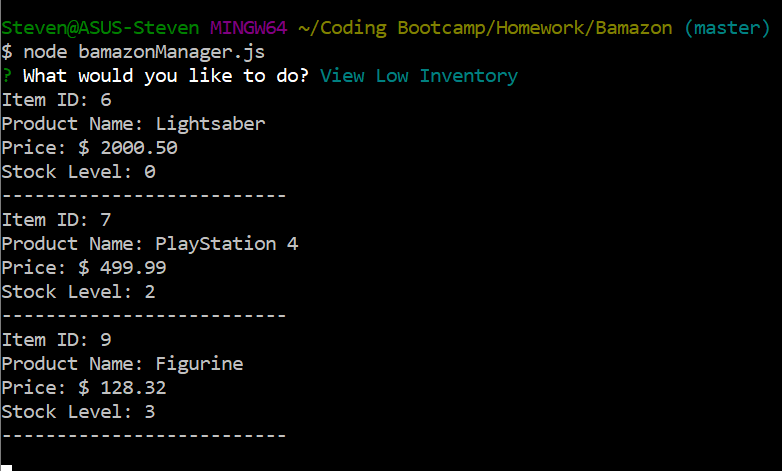 Steven@ASUS-Steven MINGW64 ~/Coding Bootcamp/Homework/Bamazon (master)
$ node bamazonManager.js
? What would you like to do? View Low Inventory
Item ID: 6
Product Name: Lightsaber
Price: $ 2000.50
Stock Level: 0
--------------------------
Item ID: 7
Product Name: PlayStation 4
Price: $ 499.99
Stock Level: 2
--------------------------
Item ID: 9
Product Name: Figurine
Price: $ 128.32
Stock Level: 3
--------------------------